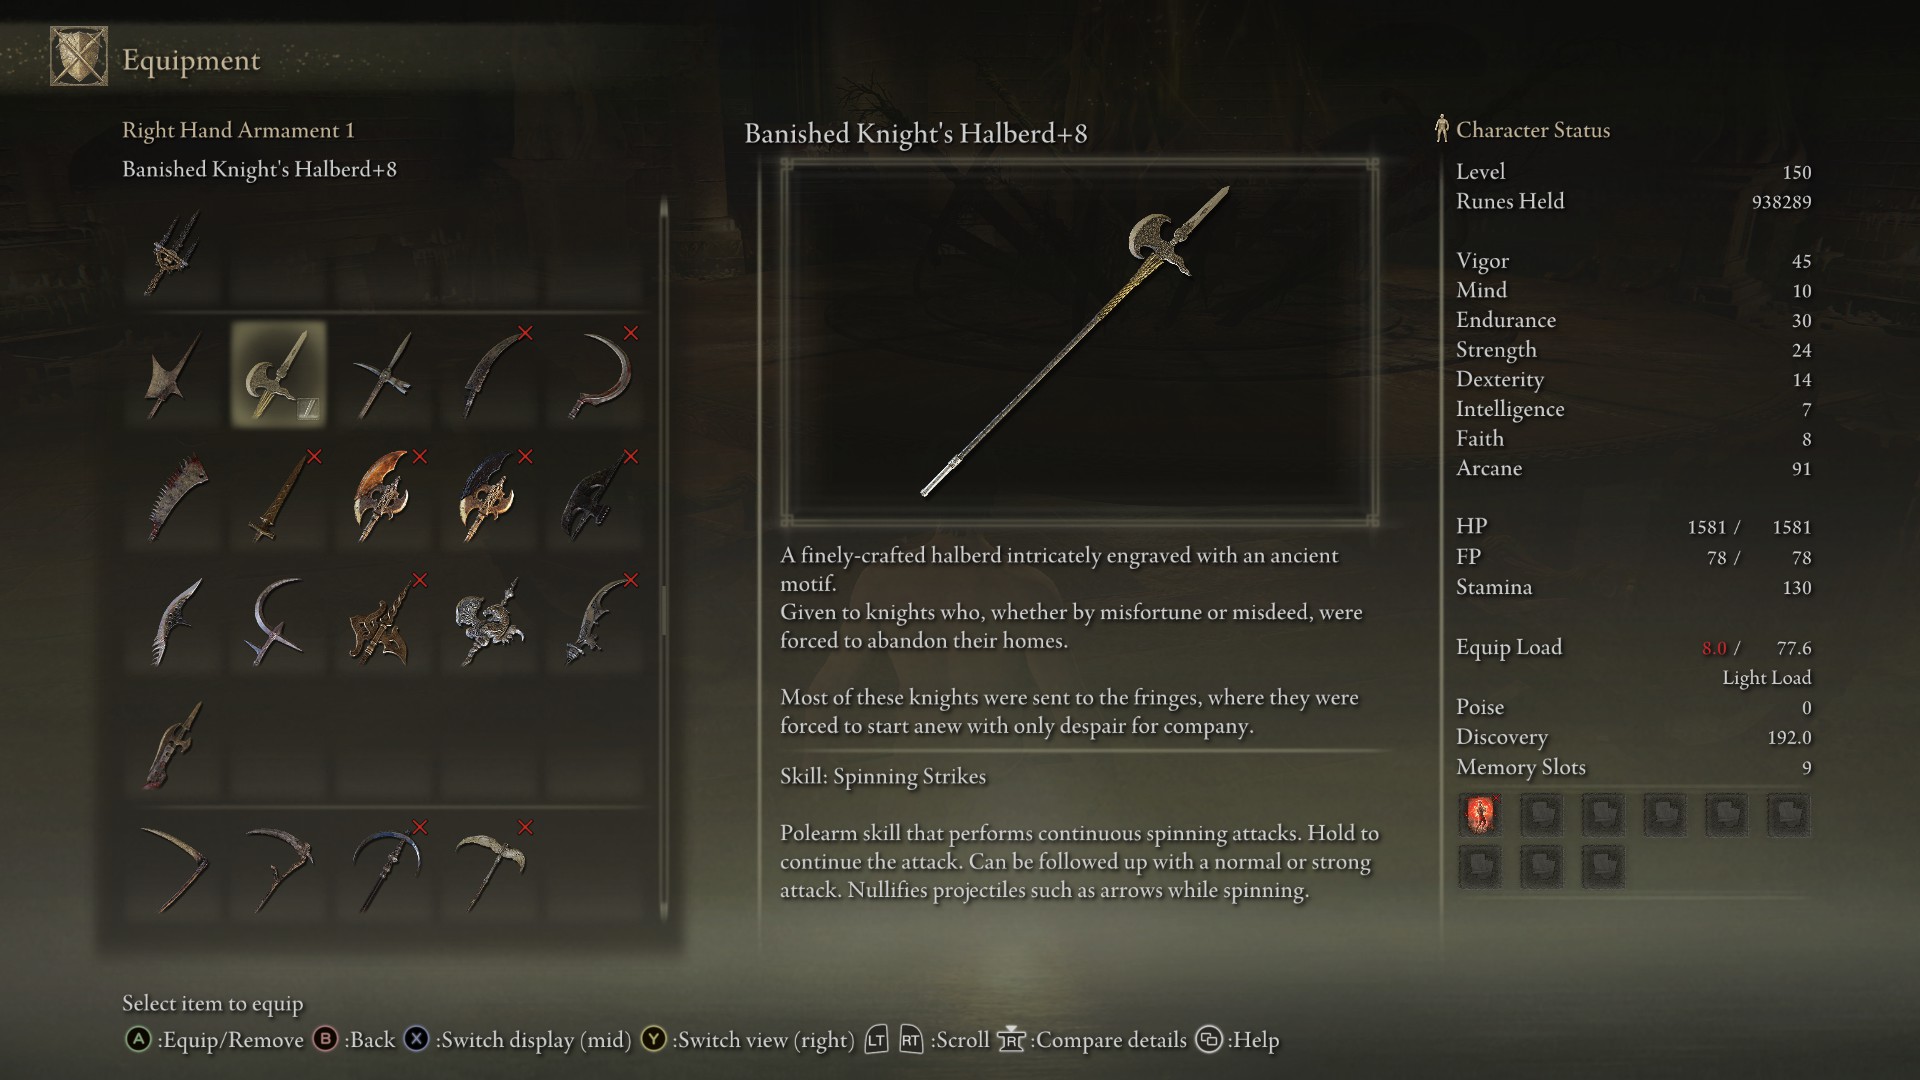 Equipment
Right Hand Armament 1
Banished Knight's Halberd+8
Banished Knight's Halberd+8
A finely-crafted halberd intricately engraved with an ancient
motif.
Given to knights who, whether by misfortune or misdeed, were
forced to abandon their homes.
Most of these knights were sent to the fringes, where they were
forced to start anew with only despair for company.
Skill: Spinning Strikes
Polearm skill that performs continuous spinning attacks. Hold to
continue the attack. Can be followed up with a normal or strong
attack. Nullifies projectiles such as arrows while spinning.
Character Status
Level 150
Runes Held 938289
Vigor 45
Mind 10
Endurance 30
Strength 24
Dexterity 14
Intelligence 7
Faith 8
Arcane 91
HP 1581 / 1581
FP 78 / 78
Stamina 130
Equip Load 8.0 / 77.6
Light Load
Poise 0
Discovery 192.0
Memory Slots 9
Select item to equip
A :Equip/Remove B :Back X :Switch display (mid) Y :Switch view (right) LT RT :Scroll R :Compare details :Help